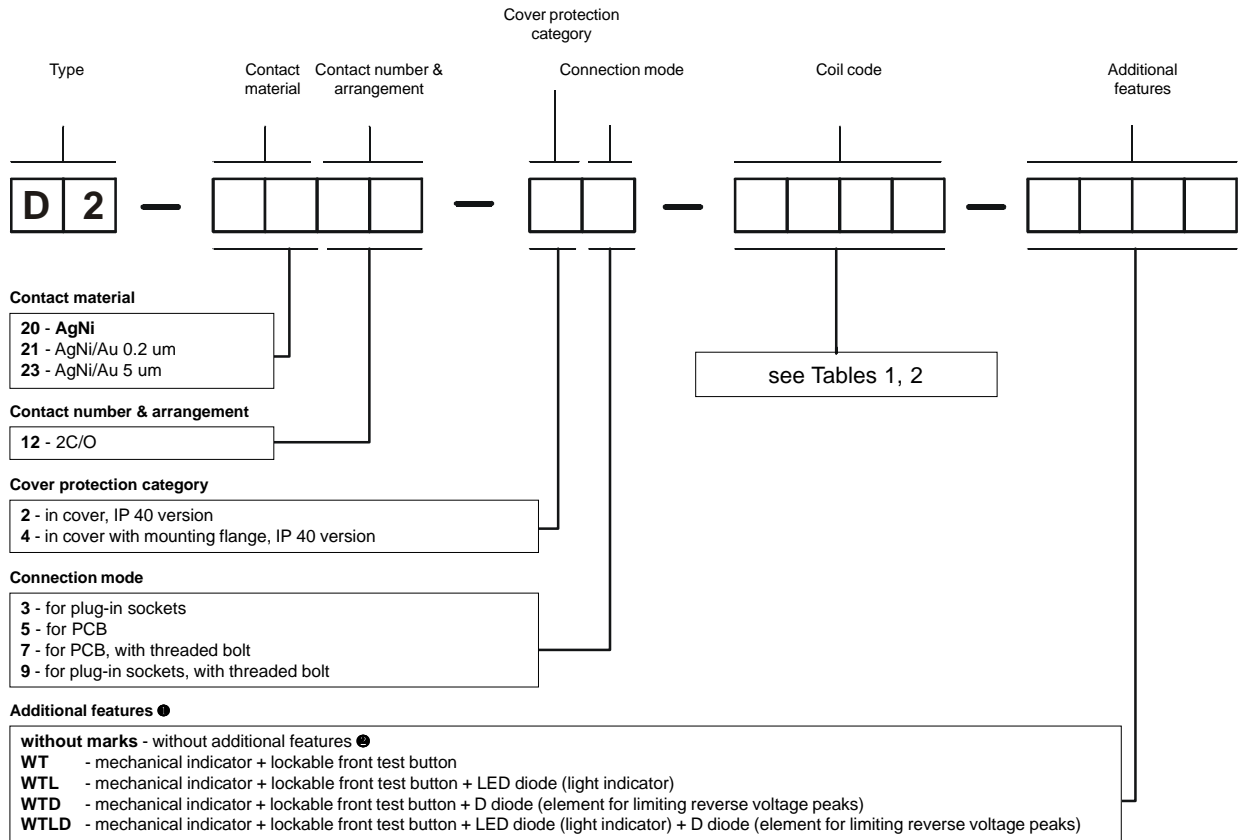 Cover protection
category
Type
Contact
material
Contact number &
arrangement
Connection mode
Coil code
Additional
features
D 2 — — — —
Contact material
20 - AgNi
21 - AgNi/Au 0.2 um
23 - AgNi/Au 5 um
see Tables 1, 2
Contact number & arrangement
12 - 2C/O
Cover protection category
2 - in cover, IP 40 version
4 - in cover with mounting flange, IP 40 version
Connection mode
3 - for plug-in sockets
5 - for PCB
7 - for PCB, with threaded bolt
9 - for plug-in sockets, with threaded bolt
Additional features ❶
without marks - without additional features ❷
WT - mechanical indicator + lockable front test button
WTL - mechanical indicator + lockable front test button + LED diode (light indicator)
WTD - mechanical indicator + lockable front test button + D diode (element for limiting reverse voltage peaks)
WTLD - mechanical indicator + lockable front test button + LED diode (light indicator) + D diode (element for limiting reverse voltage peaks)